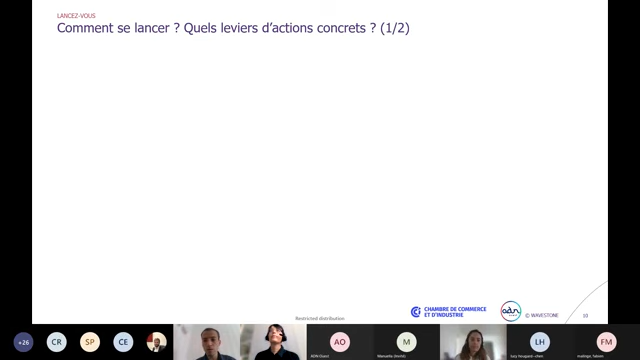 LANCEZ-VOUS
Comment se lancer ? Quels leviers d'actions concrets ? (1/2)
Restricted distribution
CHAMBRE DE COMMERCE
ET D'INDUSTRIE
adn
© WAVESTONE
10
+26
CR
SP
CE
AO
M
LH
FM